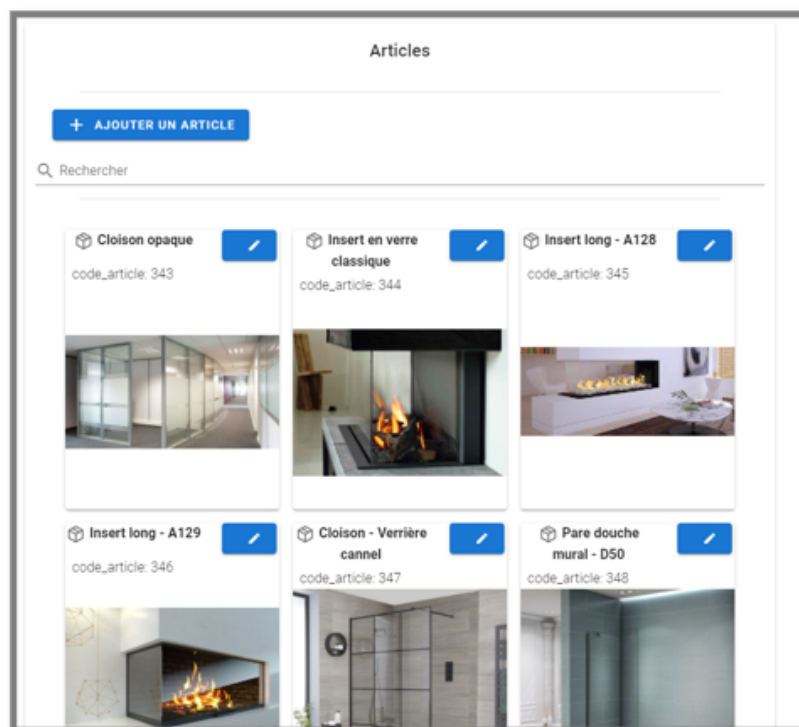 Articles
+ AJOUTER UN ARTICLE
Rechercher
Cloison opaque
code_article: 343
Insert en verre
classique
code_article: 344
Insert long - A128
code_article: 345
Insert long - A129
code_article: 346
Cloison - Verrière
cannel
code_article: 347
Pare douche
mural - D50
code_article: 348